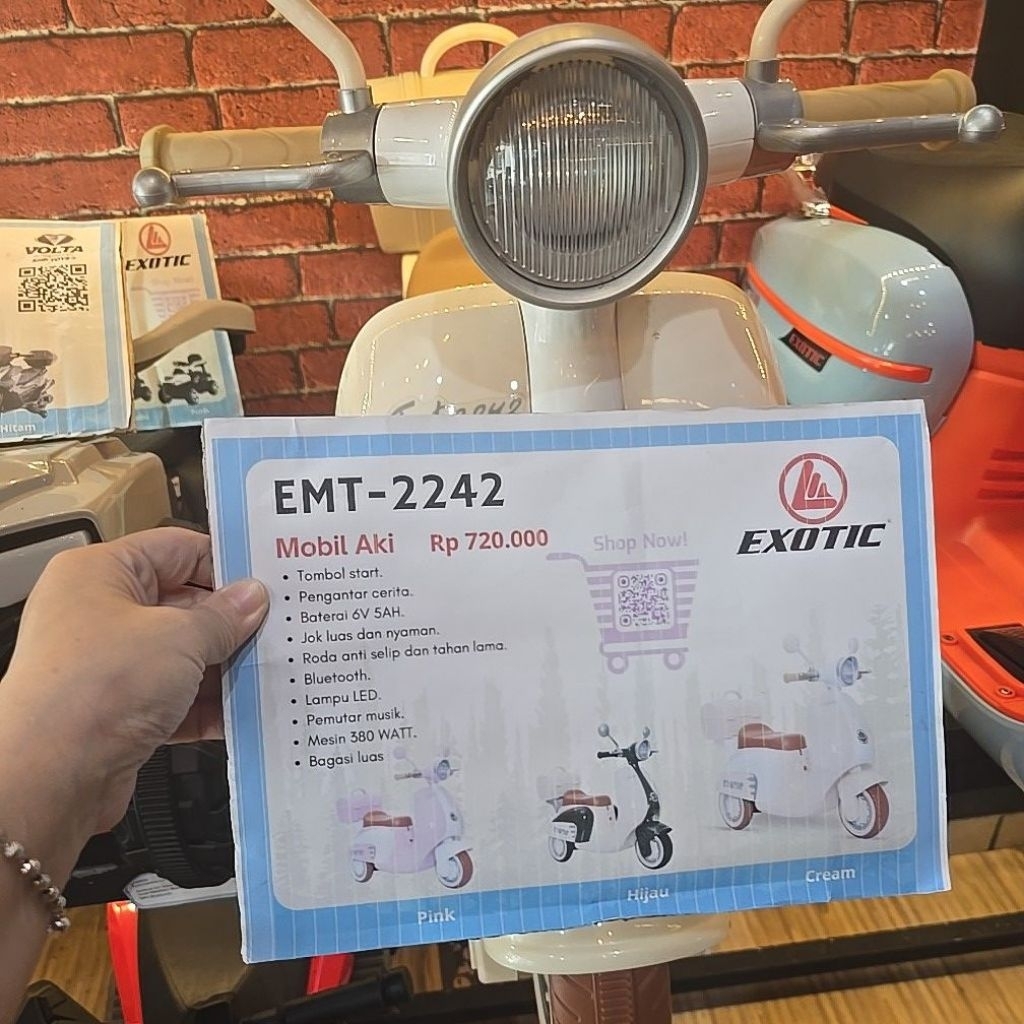 VOLTA
EXOTIC
Hitam
Pink
EXOTIC
EMT-2242
EXOTIC
Mobil Aki Rp 720.000
Shop Now!
• Tombol start.
• Pengantar cerita.
• Baterai 6V 5AH.
• Jok luas dan nyaman.
• Roda anti selip dan tahan lama.
• Bluetooth.
• Lampu LED.
• Pemutar musik.
• Mesin 380 WATT.
• Bagasi luas
Pink
Hijau
Cream